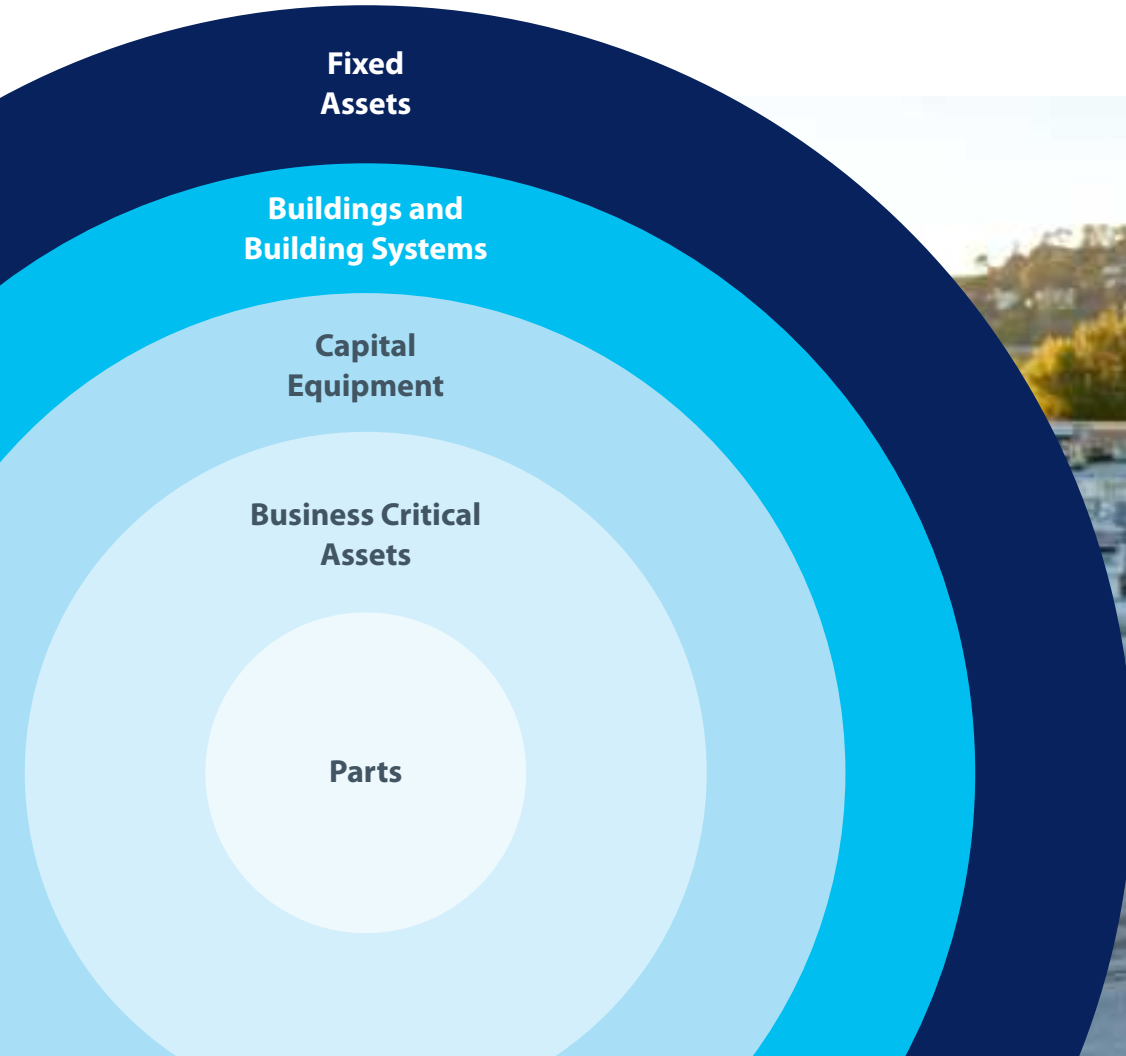 Fixed
Assets
Buildings and
Building Systems
Capital
Equipment
Business Critical
Assets
Parts